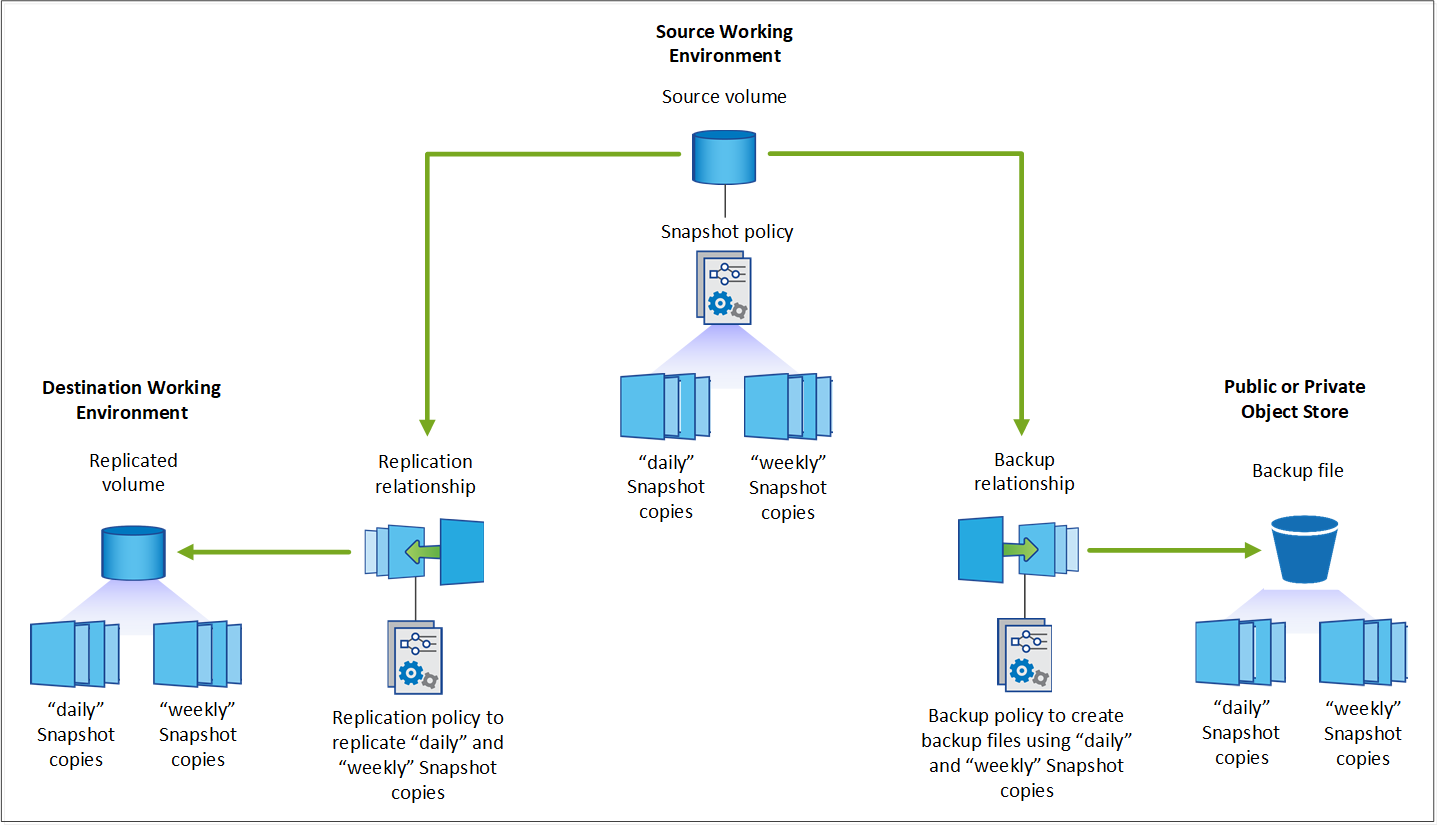 Source Working
Environment
Source volume
Snapshot policy
“daily”
Snapshot
copies
“weekly”
Snapshot
copies
Destination Working
Environment
Replicated
volume
“daily”
Snapshot
copies
“weekly”
Snapshot
copies
Replication
relationship
Replication policy to
replicate “daily” and
“weekly” Snapshot
copies
Backup
relationship
Backup policy to create
backup files using “daily”
and “weekly” Snapshot
copies
Public or Private
Object Store
Backup file
“daily”
Snapshot
copies
“weekly”
Snapshot
copies